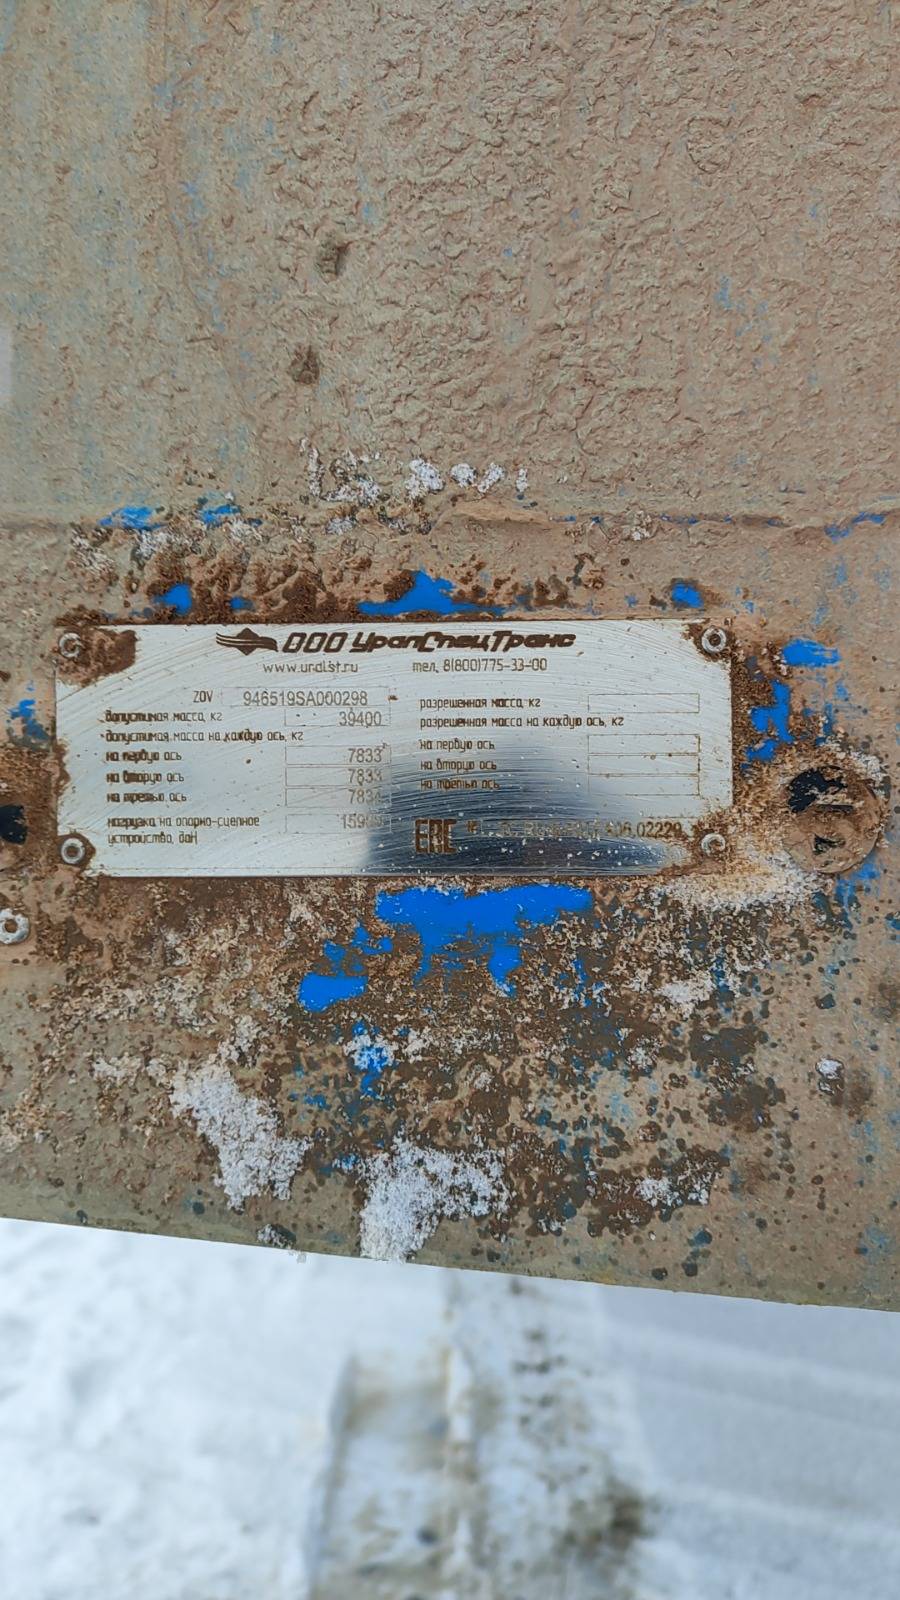 ООО УралСпецТранс
www.uralst.ru тел. 8(800)775-33-00
ZOV 946519SA000298
допустимая масса, кг 39400
допустимая масса на каждую ось, кг
на первую ось 7833
на вторую ось 7833
на третью ось
нагрузка на опорно-сцепное
устройство, даН
разрешенная масса, кг
разрешенная масса на каждую ось, кг
на первую ось
на вторую ось
на третью ось
EAC 02229